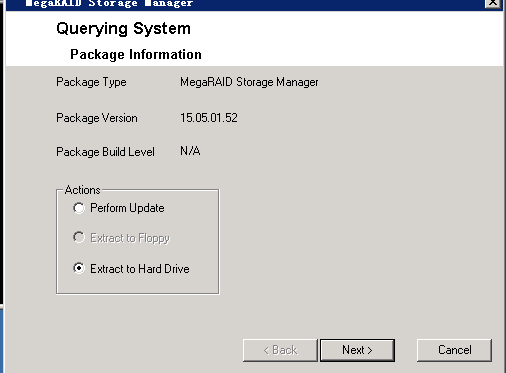 MegaRAID Storage Manager
Querying System
Package Information
Package Type MegaRAID Storage Manager
Package Version 15.05.01.52
Package Build Level N/A
Actions
Perform Update
Extract to Floppy
Extract to Hard Drive
< Back Next > Cancel